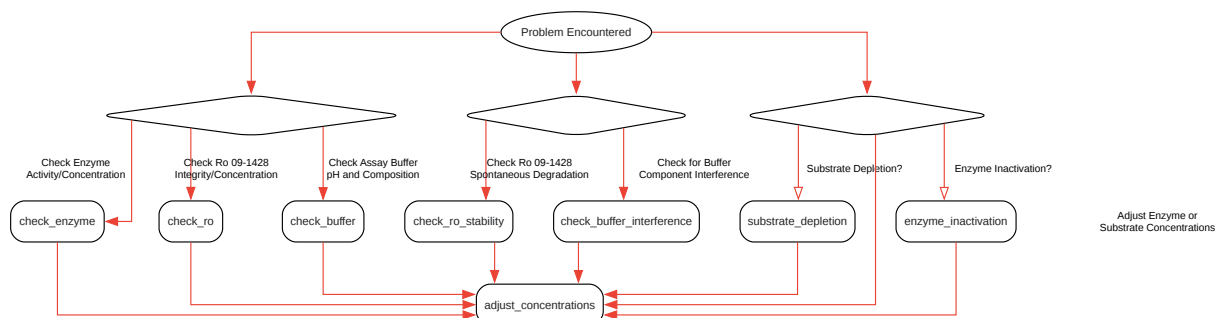 Problem Encountered
Check Enzyme
Activity/Concentration
Check Ro 09-1428
Integrity/Concentration
Check Assay Buffer
pH and Composition
Check Ro 09-1428
Spontaneous Degradation
Check for Buffer
Component Interference
Substrate Depletion?
Enzyme Inactivation?
check_enzyme
check_ro
check_buffer
check_ro_stability
check_buffer_interference
substrate_depletion
enzyme_inactivation
Adjust Enzyme or
Substrate Concentrations
adjust_concentrations